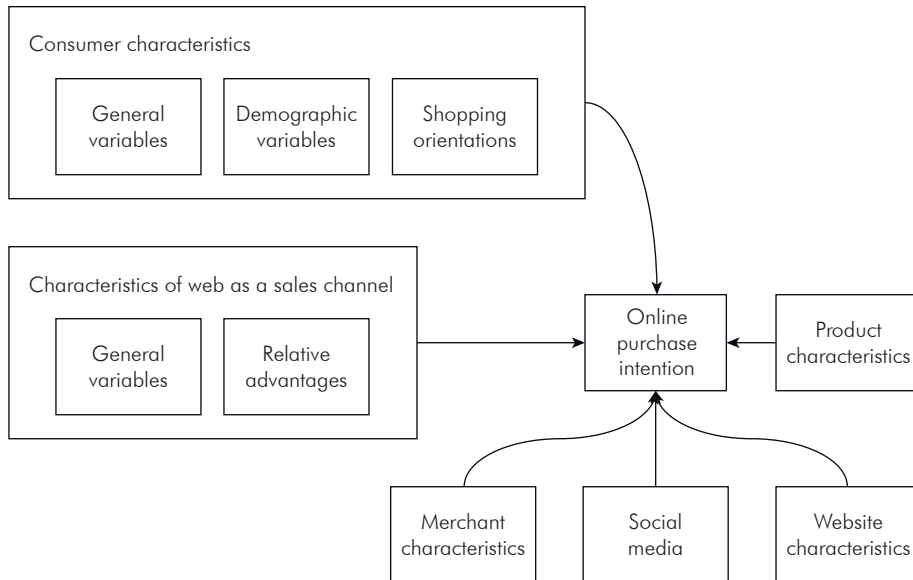 Consumer characteristics
General
variables
Demographic
variables
Shopping
orientations
Characteristics of web as a sales channel
General
variables
Relative
advantages
Online
purchase
intention
Product
characteristics
Merchant
characteristics
Social
media
Website
characteristics